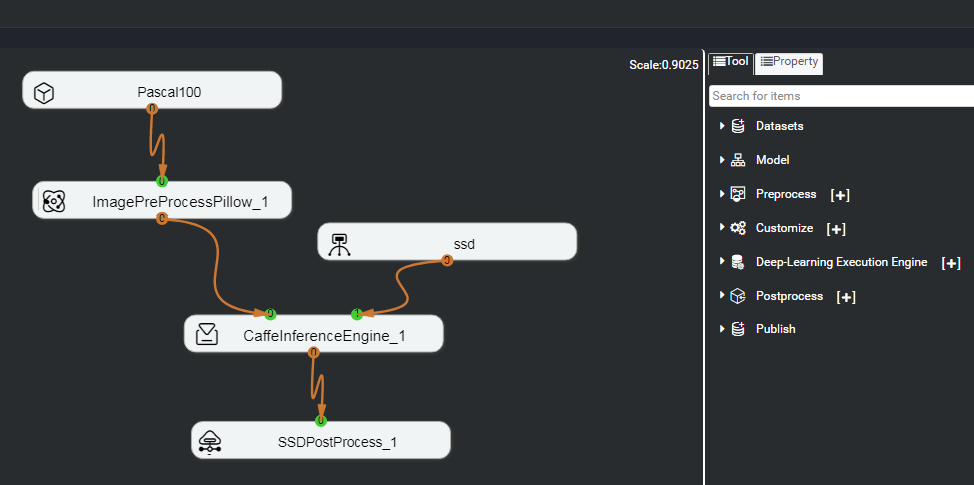 Scale:0.9025
Tool
Property
Search for items
Datasets
Model
Preprocess [+]
Customize [+]
Deep-Learning Execution Engine [+]
Postprocess [+]
Publish
Pascal100
0
0
ImagePreProcessPillow_1
0
ssd
0
0
1
CaffeInferenceEngine_1
0
0
SSDPostProcess_1